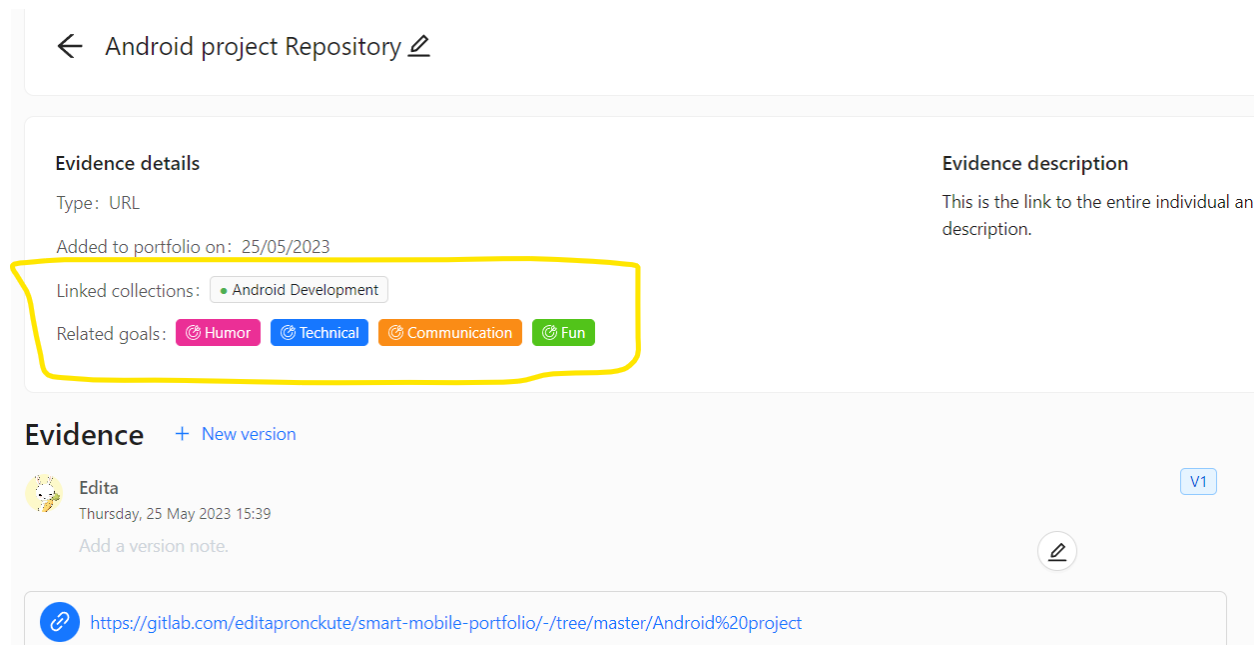 Android project Repository
Evidence details
Type: URL
Added to portfolio on: 25/05/2023
Linked collections: Android Development
Related goals: Humor Technical Communication Fun
Evidence description
This is the link to the entire individual an
description.
Evidence + New version
Edita
Thursday, 25 May 2023 15:39
Add a version note.
V1
https://gitlab.com/editapronckute/smart-mobile-portfolio/-/tree/master/Android%20project